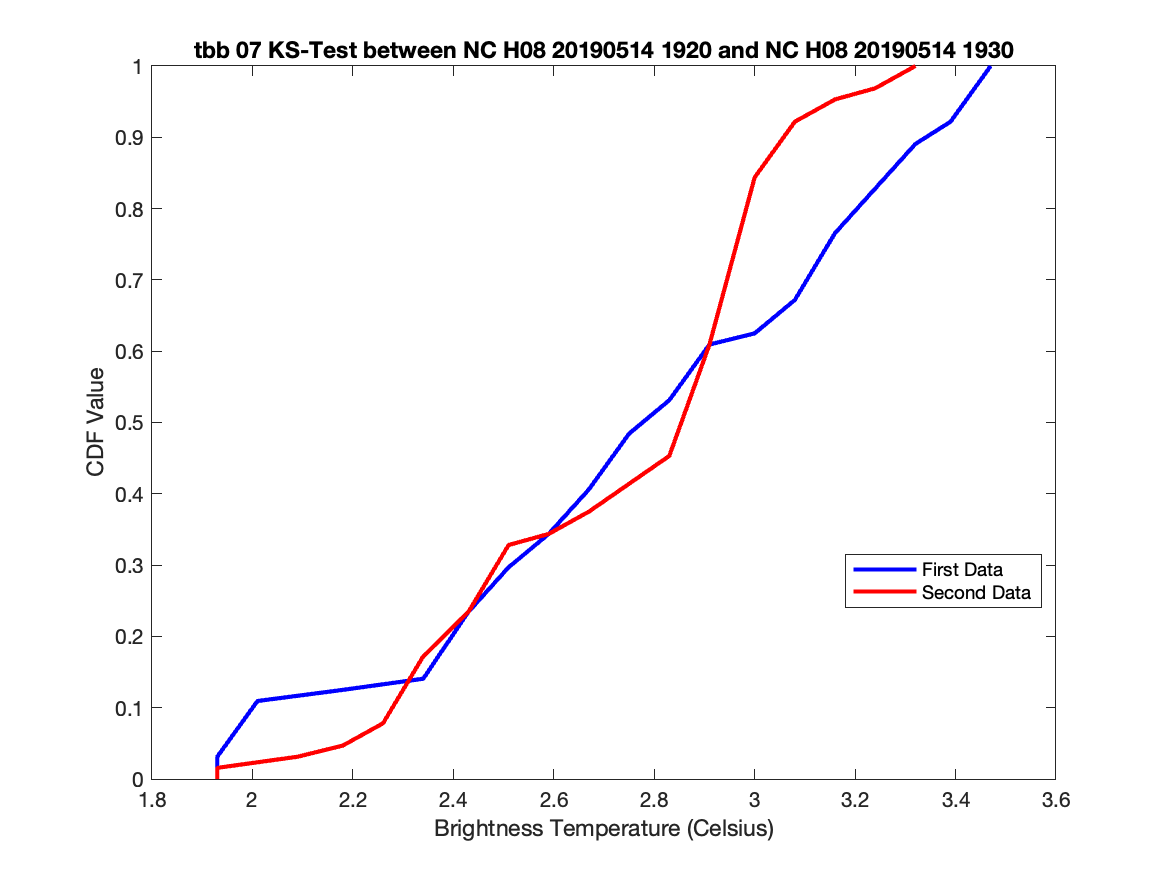 tbb 07 KS-Test between NC H08 20190514 1920 and NC H08 20190514 1930
1
0.9
0.8
0.7
0.6
0.5
0.4
0.3
0.2
0.1
0
CDF Value
First Data
Second Data
1.8 2 2.2 2.4 2.6 2.8 3 3.2 3.4 3.6
Brightness Temperature (Celsius)